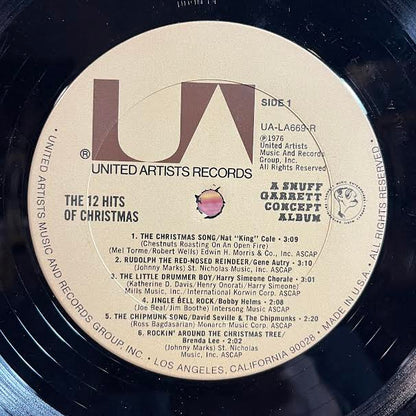 UA
®
UNITED ARTISTS RECORDS
SIDE 1
UA-LA669-R
℗1976
United Artists
Music And Records
Group, Inc.
All Rights Reserved.
THE 12 HITS
OF CHRISTMAS
A SNUFF
GARRETT
CONCEPT
ALBUM
1. THE CHRISTMAS SONG/Nat "King" Cole • 3:09
(Chestnuts Roasting On An Open Fire)
(Mel Torme/Robert Wells) Edwin H. Morris & Co., Inc. ASCAP
2. RUDOLPH THE RED-NOSED REINDEER/Gene Autry • 3:10
(Johnny Marks) St. Nicholas Music, Inc. ASCAP
3. THE LITTLE DRUMMER BOY/Harry Simeone Chorale • 3:10
(Katherine D. Davis/Henry Onorati/Harry Simeone)
Mills Music, Inc./International Korwin Corp. ASCAP
4. JINGLE BELL ROCK/Bobby Helms • 2:09
(Joe Beal/Jim Boothe) Intersong Music ASCAP
5. THE CHIPMUNK SONG/David Seville & The Chipmunks • 2:20
(Ross Bagdasarian) Monarch Music Corp. ASCAP
6. ROCKIN' AROUND THE CHRISTMAS TREE/
Brenda Lee • 2:02
(Johnny Marks) St. Nicholas
Music, Inc. ASCAP
• UNITED ARTISTS MUSIC AND RECORDS GROUP, INC. • LOS ANGELES, CALIFORNIA 90028 • MADE IN U.S.A. • ALL RIGHTS RESERVED.